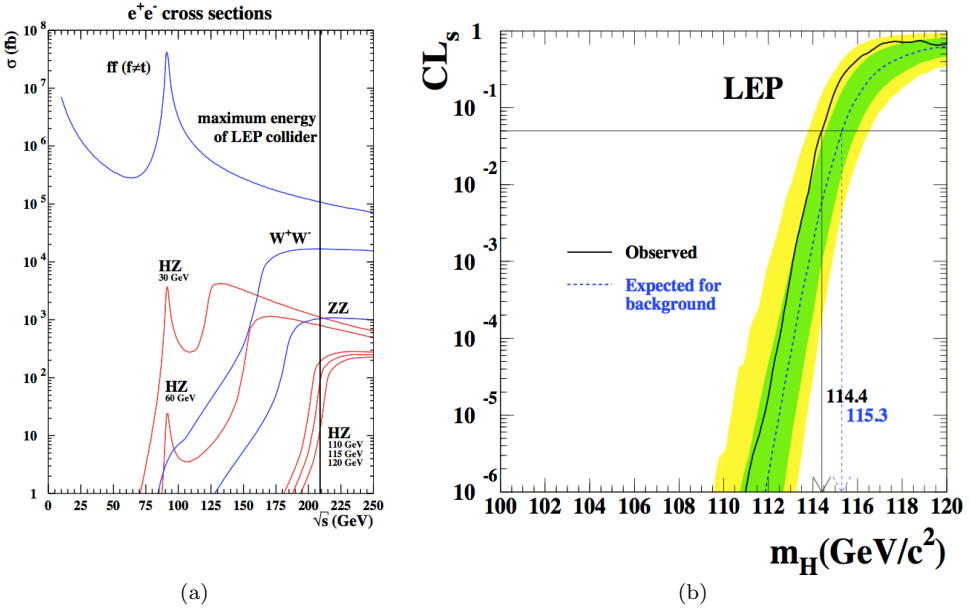 e⁺e⁻ cross sections
σ (fb)
10⁸
10⁷
10⁶
10⁵
10⁴
10³
10²
10
1
ff̄ (f≠t)
maximum energy
of LEP collider
W⁺W⁻
HZ
30 GeV
ZZ
HZ
60 GeV
HZ
110 GeV
115 GeV
120 GeV
0 25 50 75 100 125 150 175 200 225 250
√s (GeV)
(a)
CLₛ
1
10⁻¹
10⁻²
10⁻³
10⁻⁴
10⁻⁵
10⁻⁶
LEP
Observed
Expected for
background
114.4
115.3
100 102 104 106 108 110 112 114 116 118 120
m_H(GeV/c²)
(b)